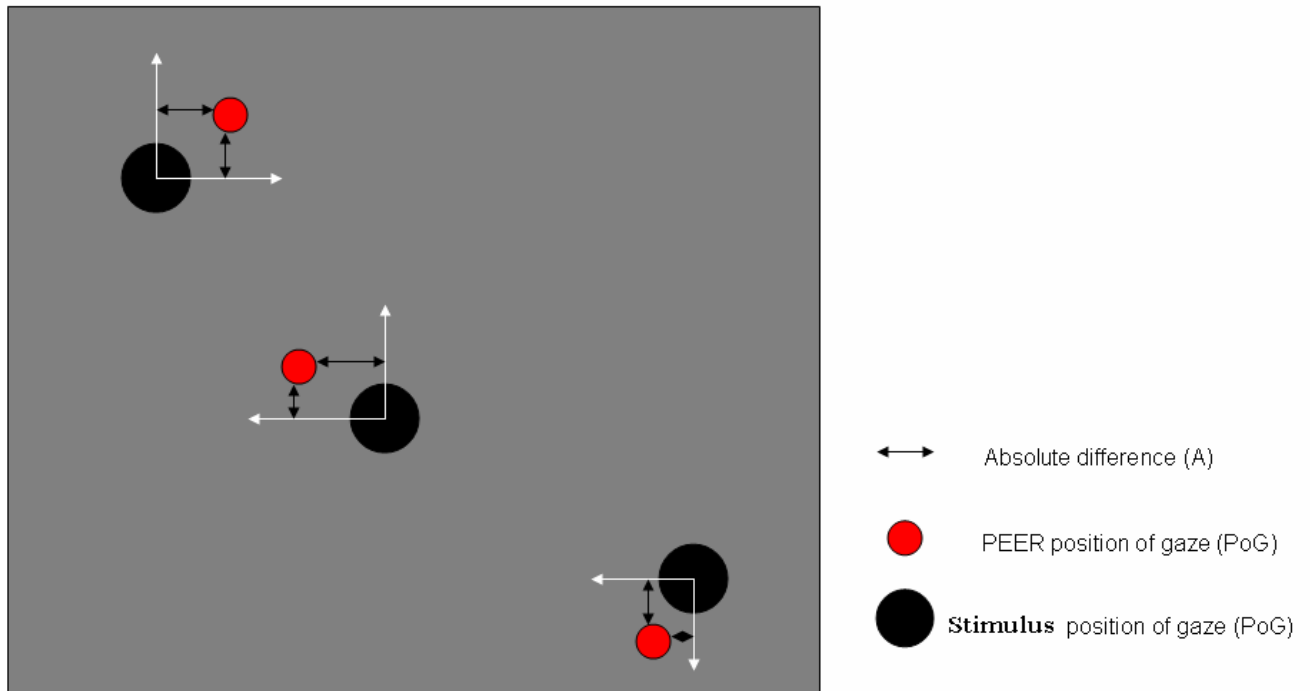 Absolute difference (A)
PEER position of gaze (PoG)
Stimulus position of gaze (PoG)